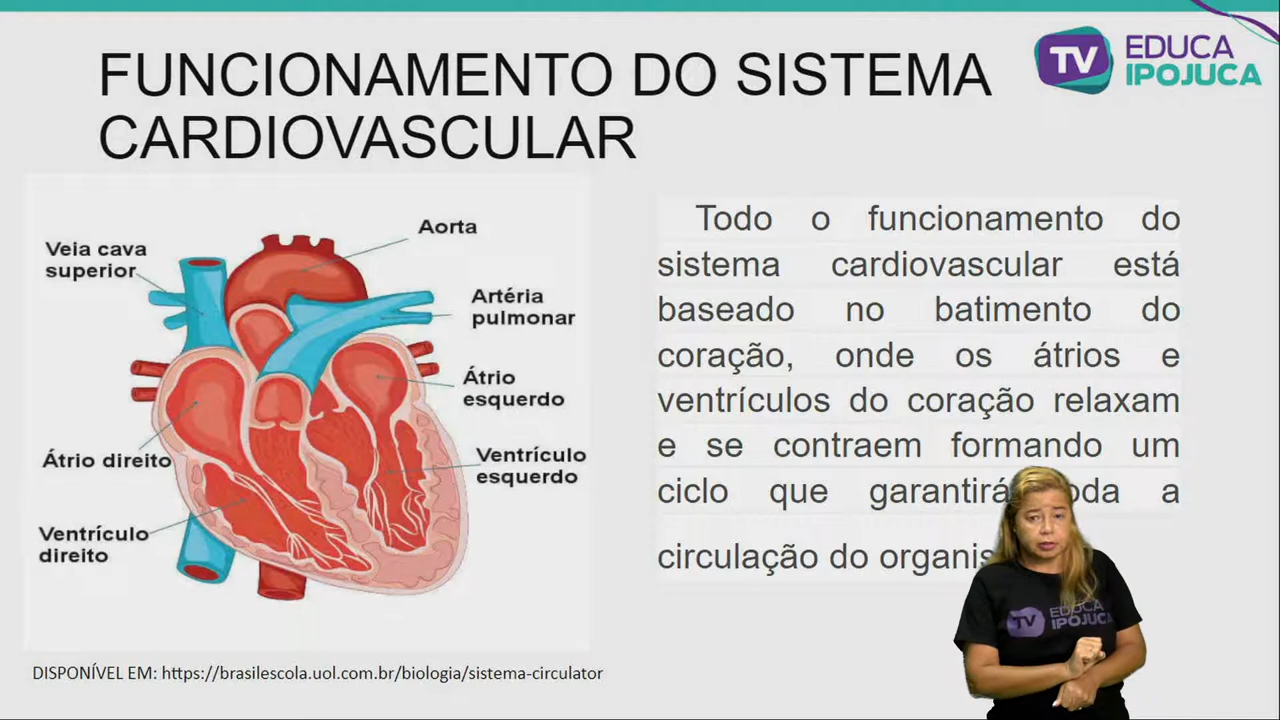 FUNCIONAMENTO DO SISTEMA
CARDIOVASCULAR
TV EDUCA
IPOJUCA
Aorta
Veia cava
superior
Artéria
pulmonar
Átrio
esquerdo
Átrio direito
Ventrículo
esquerdo
Ventrículo
direito
Todo o funcionamento do
sistema cardiovascular está
baseado no batimento do
coração, onde os átrios e
ventrículos do coração relaxam
e se contraem formando um
ciclo que garantirá a
circulação do
DISPONÍVEL EM: https://brasilescola.uol.com.br/biologia/sistema-circulator
TV EDUCA
IPOJUCA